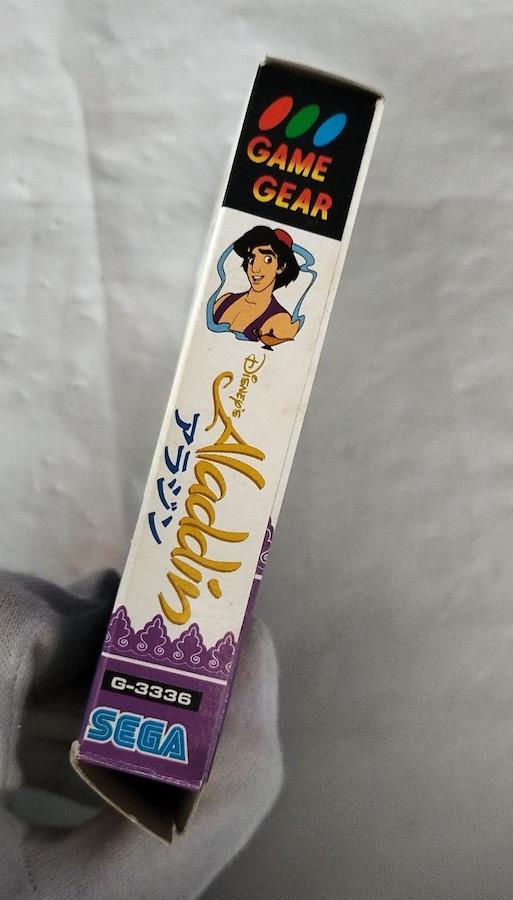 GAME
GEAR
DISNEY'S
Aladdin
アラジン
G-3336
SEGA